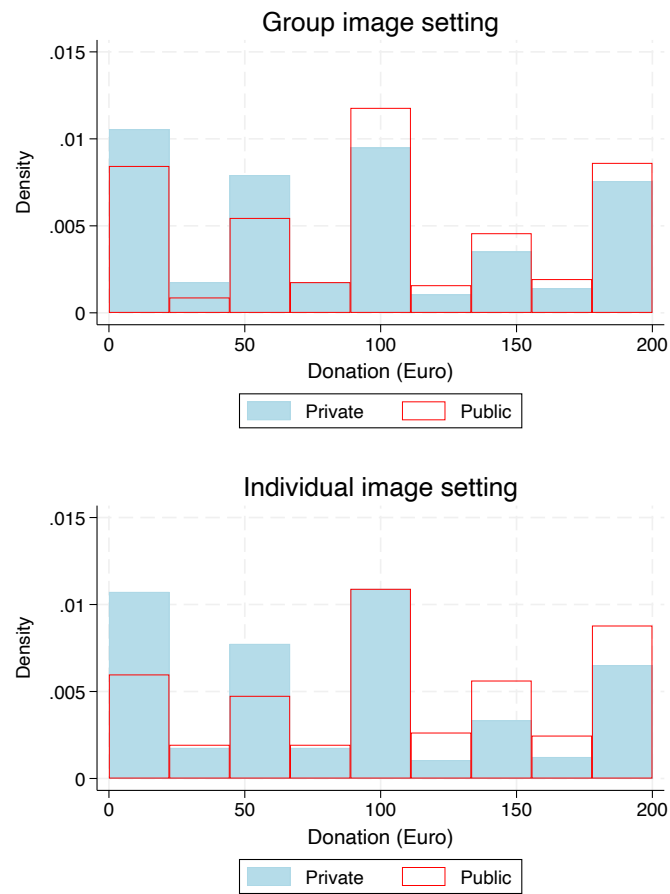 Group image setting
.015
.01
.005
0
Density
0 50 100 150 200
Donation (Euro)
Private Public
Individual image setting
.015
.01
.005
0
Density
0 50 100 150 200
Donation (Euro)
Private Public